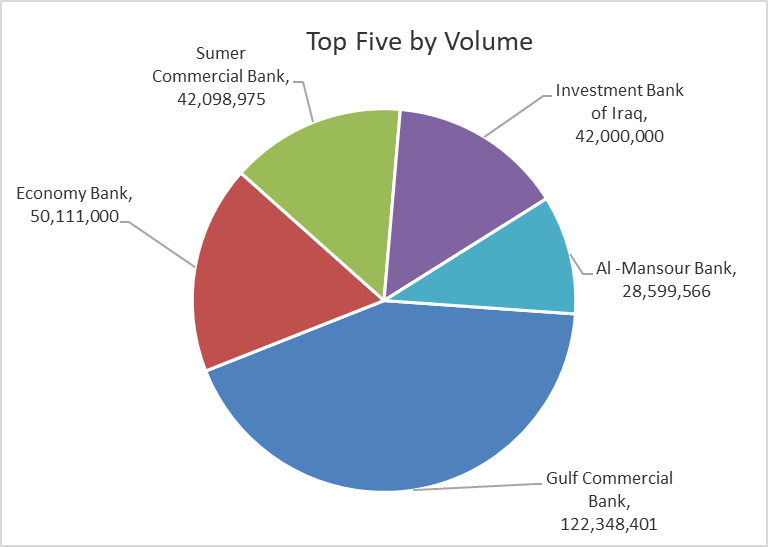 Top Five by Volume
Sumer
Commercial Bank,
42,098,975
Investment Bank
of Iraq,
42,000,000
Economy Bank,
50,111,000
Al -Mansour Bank,
28,599,566
Gulf Commercial
Bank,
122,348,401